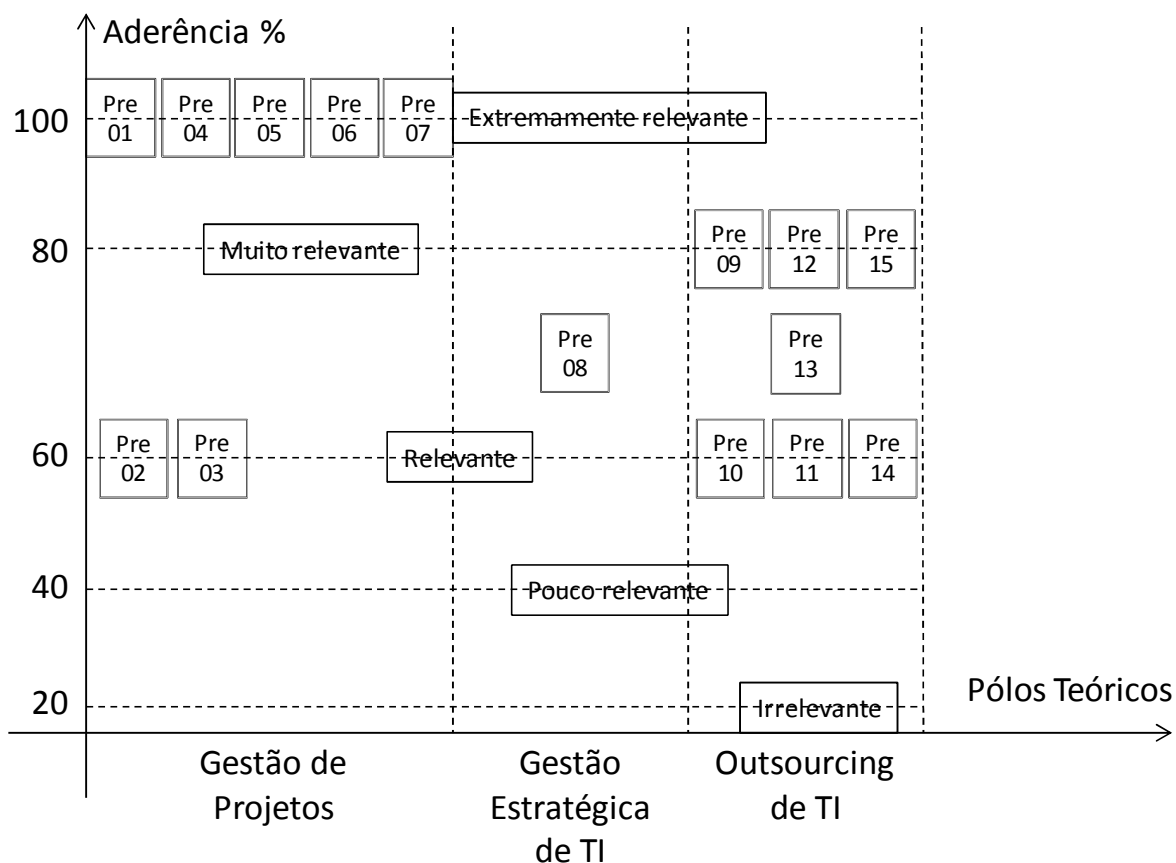 Aderência %
100
Pre
01
Pre
04
Pre
05
Pre
06
Pre
07
Extremamente relevante
80
Muito relevante
Pre
09
Pre
12
Pre
15
Pre
08
Pre
13
60
Pre
02
Pre
03
Relevante
Pre
10
Pre
11
Pre
14
40
Pouco relevante
20
Irrelevante
Pólos Teóricos
Gestão de
Projetos
Gestão
Estratégica
de TI
Outsourcing
de TI